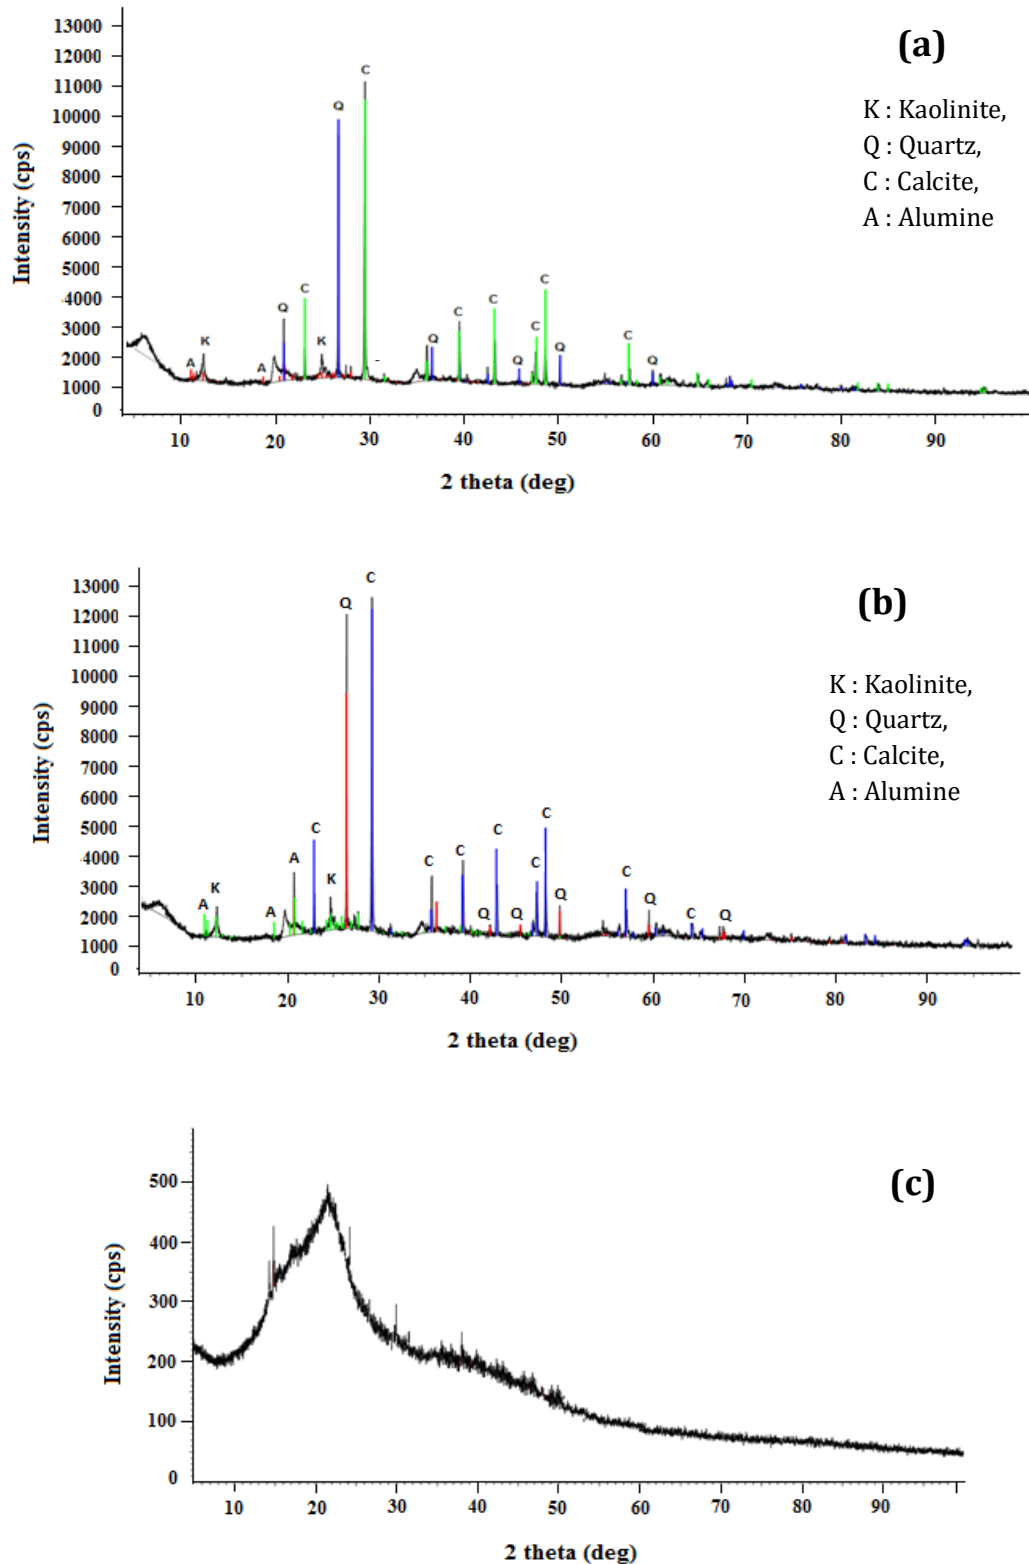 (a)
K : Kaolinite,
Q : Quartz,
C : Calcite,
A : Alumine
Intensity (cps)
13000
12000
11000
10000
9000
8000
7000
6000
5000
4000
3000
2000
1000
0
A
K
A
Q
C
K
Q
C
Q
C
C
Q
C
C
Q
C
Q
10 20 30 40 50 60 70 80 90
2 theta (deg)
(b)
K : Kaolinite,
Q : Quartz,
C : Calcite,
A : Alumine
Intensity (cps)
13000
12000
11000
10000
9000
8000
7000
6000
5000
4000
3000
2000
1000
0
A
K
A
A
C
K
Q
C
C
C
Q
C
Q
C
C
Q
C
Q
C
Q
10 20 30 40 50 60 70 80 90
2 theta (deg)
(c)
Intensity (cps)
500
400
300
200
100
0
10 20 30 40 50 60 70 80 90
2 theta (deg)